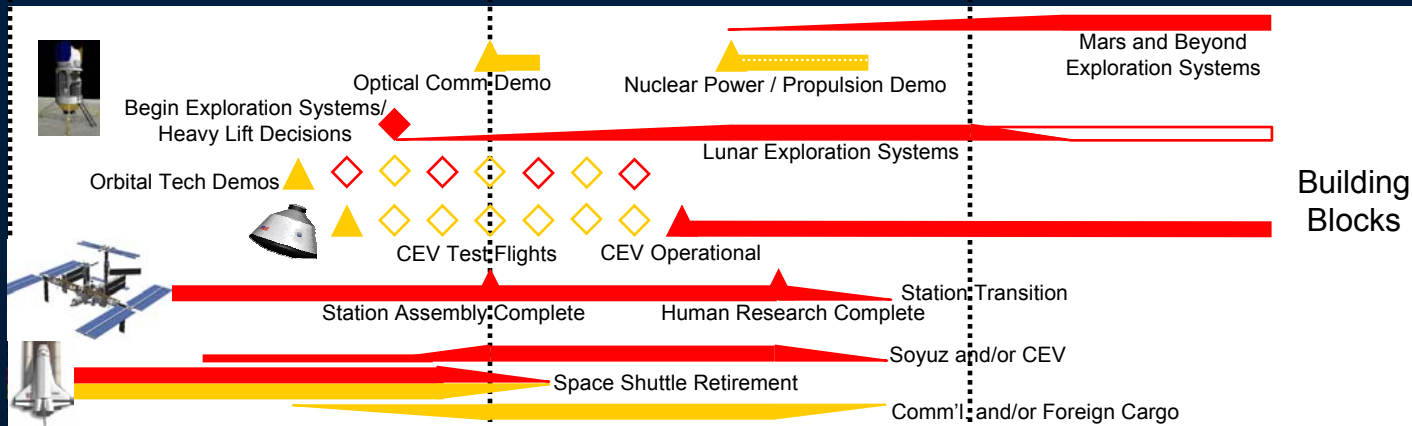 Mars and Beyond
Exploration Systems
Optical Comm Demo
Nuclear Power / Propulsion Demo
Begin Exploration Systems/
Heavy Lift Decisions
Lunar Exploration Systems
Orbital Tech Demos
Building
Blocks
CEV Test Flights
CEV Operational
Station Transition
Station Assembly Complete
Human Research Complete
Soyuz and/or CEV
Space Shuttle Retirement
Comm'l. and/or Foreign Cargo